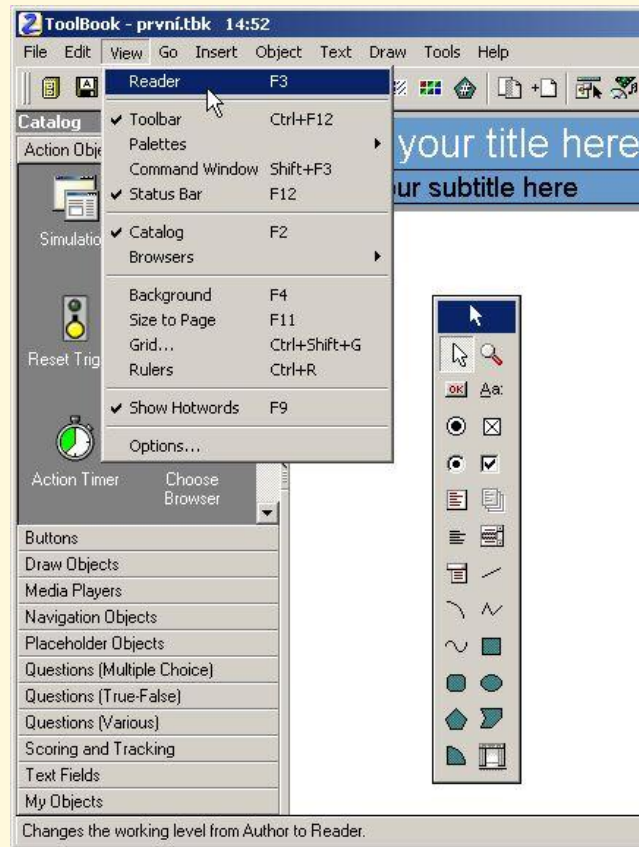 ToolBook - první.tbk 14:52
File Edit View Go Insert Object Text Draw Tools Help
Reader F3
Toolbar Ctrl+F12
Palettes
Command Window Shift+F3
Status Bar F12
Catalog F2
Browsers
Background F4
Size to Page F11
Grid... Ctrl+Shift+G
Rulers Ctrl+R
Show Hotwords F9
Options...
Catalog
Action Obje
Simulatio
Reset Trig
Action Timer
Choose
Browser
Buttons
Draw Objects
Media Players
Navigation Objects
Placeholder Objects
Questions (Multiple Choice)
Questions (True-False)
Questions (Various)
Scoring and Tracking
Text Fields
My Objects
your title here
ur subtitle here
OK Aa:
Changes the working level from Author to Reader.